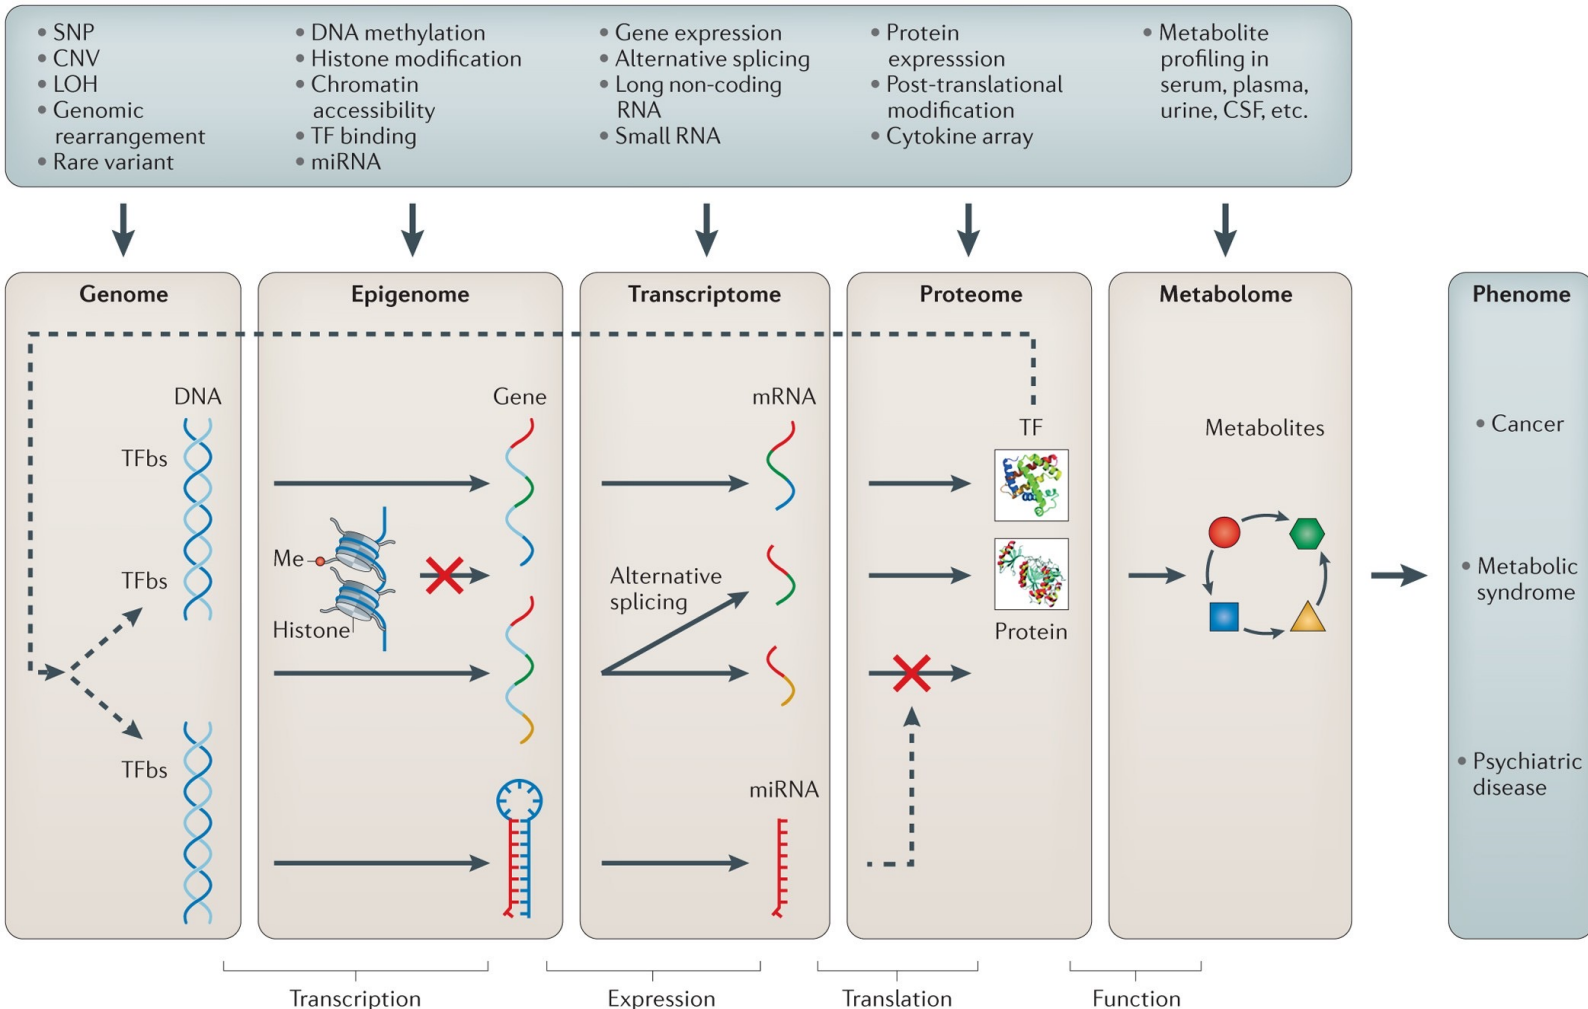 • SNP
• CNV
• LOH
• Genomic
rearrangement
• Rare variant
• DNA methylation
• Histone modification
• Chromatin
accessibility
• TF binding
• miRNA
• Gene expression
• Alternative splicing
• Long non-coding
RNA
• Small RNA
• Protein
expresssion
• Post-translational
modification
• Cytokine array
• Metabolite
profiling in
serum, plasma,
urine, CSF, etc.
Genome
DNA
TFbs
TFbs
TFbs
Epigenome
Gene
Me
Histone
Transcriptome
mRNA
Alternative
splicing
miRNA
Proteome
TF
Protein
Metabolome
Metabolites
Phenome
• Cancer
• Metabolic
syndrome
• Psychiatric
disease
Transcription
Expression
Translation
Function